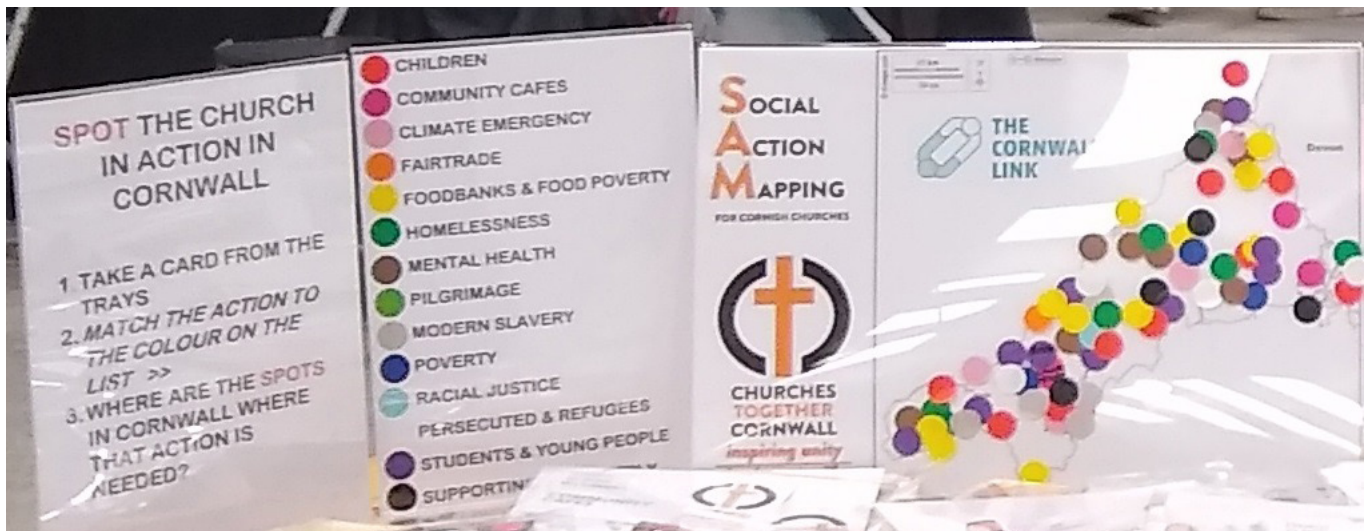 SPOT THE CHURCH
IN ACTION IN
CORNWALL
1. TAKE A CARD FROM THE
TRAYS
2. MATCH THE ACTION TO
THE COLOUR ON THE
LIST >>
3. WHERE ARE THE SPOTS
IN CORNWALL WHERE
THAT ACTION IS
NEEDED?
CHILDREN
COMMUNITY CAFES
CLIMATE EMERGENCY
FAIRTRADE
FOODBANKS & FOOD POVERTY
HOMELESSNESS
MENTAL HEALTH
PILGRIMAGE
MODERN SLAVERY
POVERTY
RACIAL JUSTICE
PERSECUTED & REFUGEES
STUDENTS & YOUNG PEOPLE
SOCIAL
ACTION
MAPPING
FOR CORNISH CHURCHES
CHURCHES
TOGETHER
CORNWALL
inspiring unity
THE
CORNWAL
LINK
Devon